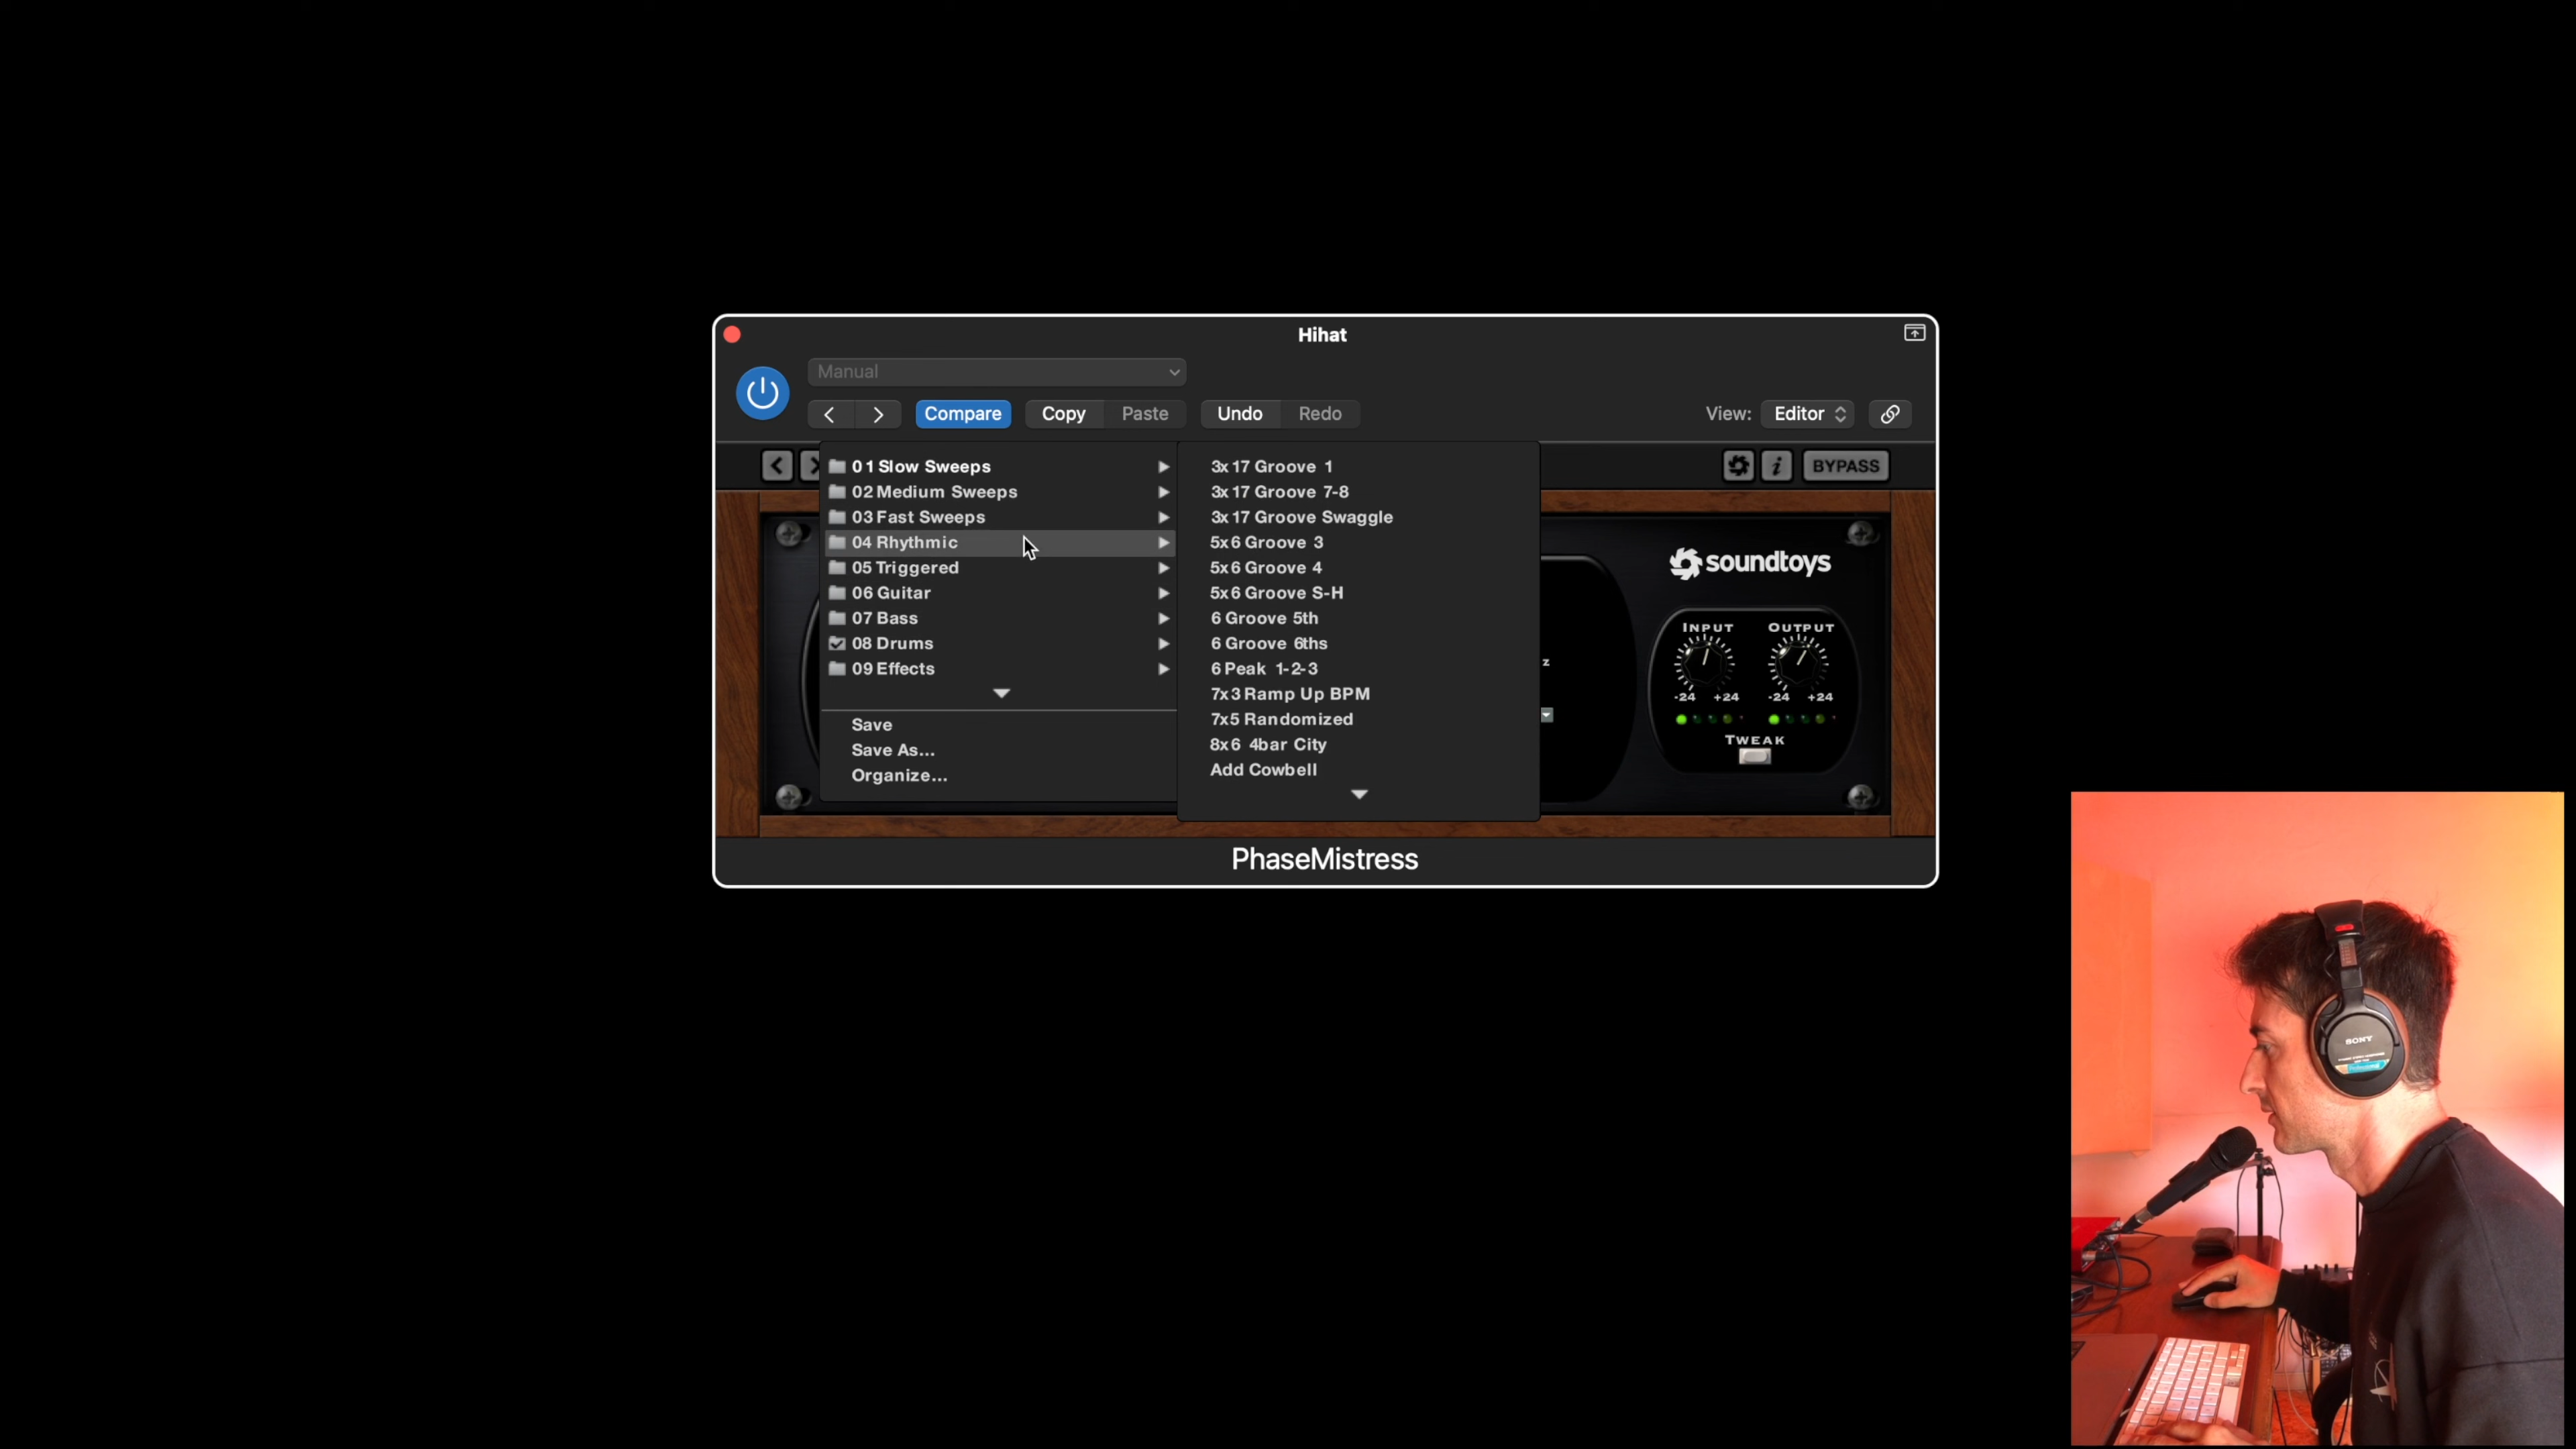 Hihat
Manual
Compare Copy Paste Undo Redo View: Editor
BYPASS
01 Slow Sweeps
02 Medium Sweeps
03 Fast Sweeps
04 Rhythmic
05 Triggered
06 Guitar
07 Bass
08 Drums
09 Effects
Save
Save As...
Organize...
3x17 Groove 1
3x17 Groove 7-8
3x17 Groove Swaggle
5x6 Groove 3
5x6 Groove 4
5x6 Groove S-H
6 Groove 5th
6 Groove 6ths
6 Peak 1-2-3
7x3 Ramp Up BPM
7x5 Randomized
8x6 4bar City
Add Cowbell
z
soundtoys
INPUT OUTPUT
-24 +24 -24 +24
TWEAK
PhaseMistress
SONY